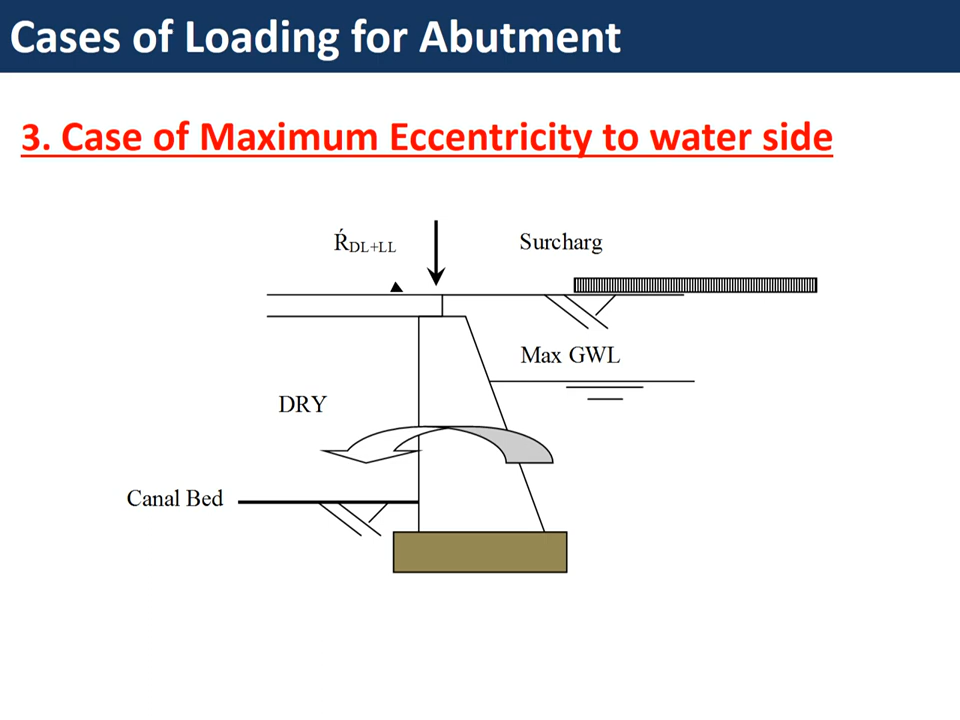 Cases of Loading for Abutment
3. Case of Maximum Eccentricity to water side
ŔDL+LL
Surcharg
Max GWL
DRY
Canal Bed